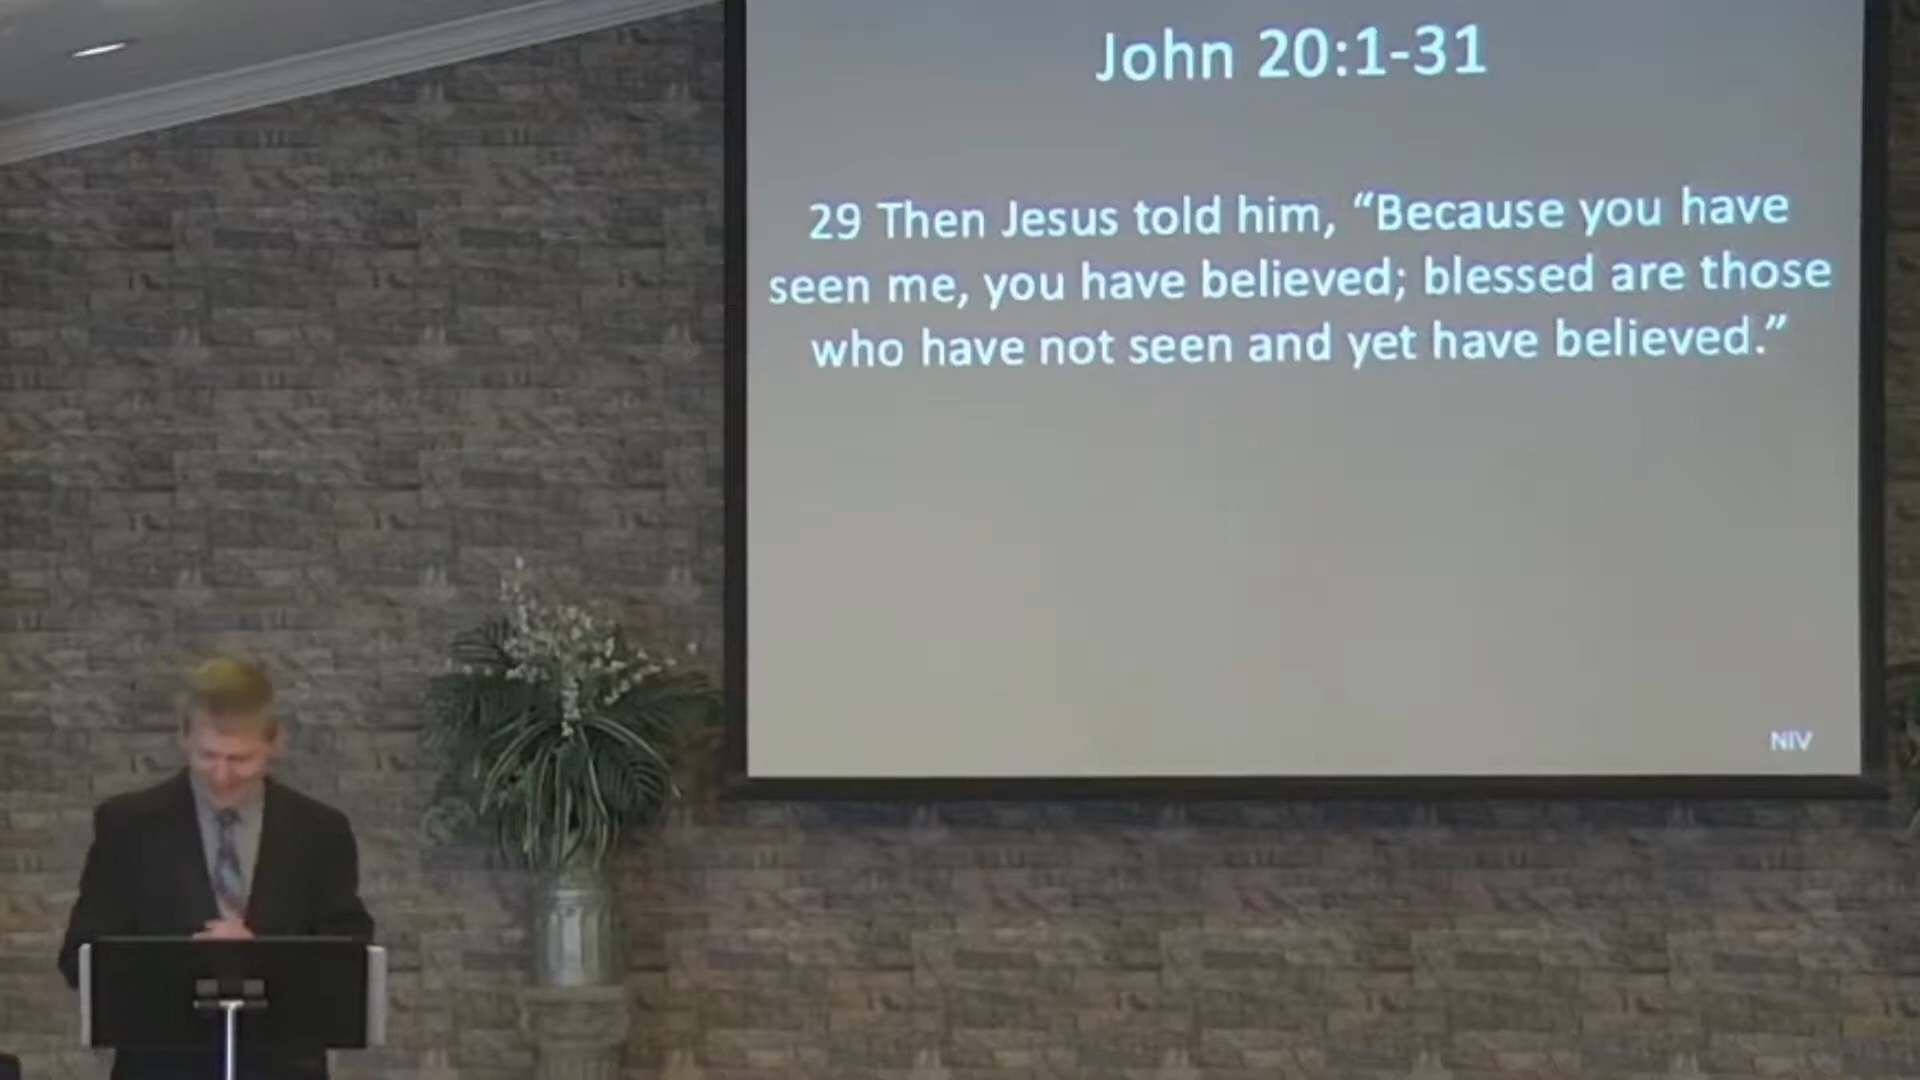 John 20:1-31
29 Then Jesus told him, “Because you have
seen me, you have believed; blessed are those
who have not seen and yet have believed.”
NIV